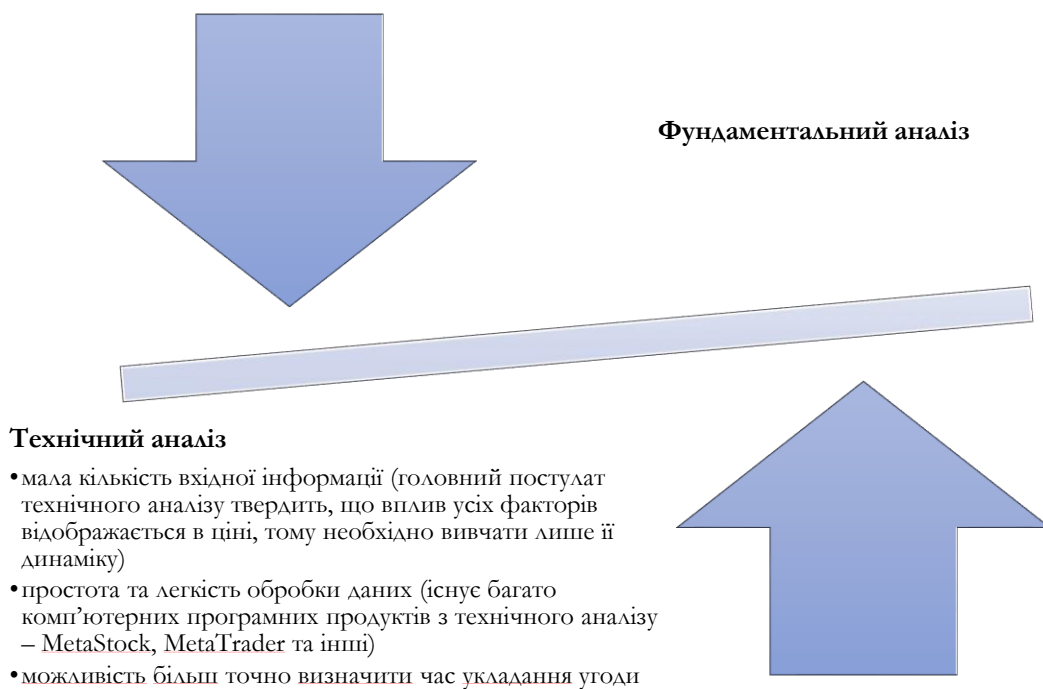 Фундаментальний аналіз
Технічний аналіз
•мала кількість вхідної інформації (головний постулат
технічного аналізу твердить, що вплив усіх факторів
відображається в ціні, тому необхідно вивчати лише її
динаміку)
•простота та легкість обробки даних (існує багато
комп’ютерних програмних продуктів з технічного аналізу
– MetaStock, MetaTrader та інші)
•можливість більш точно визначити час укладання угоди